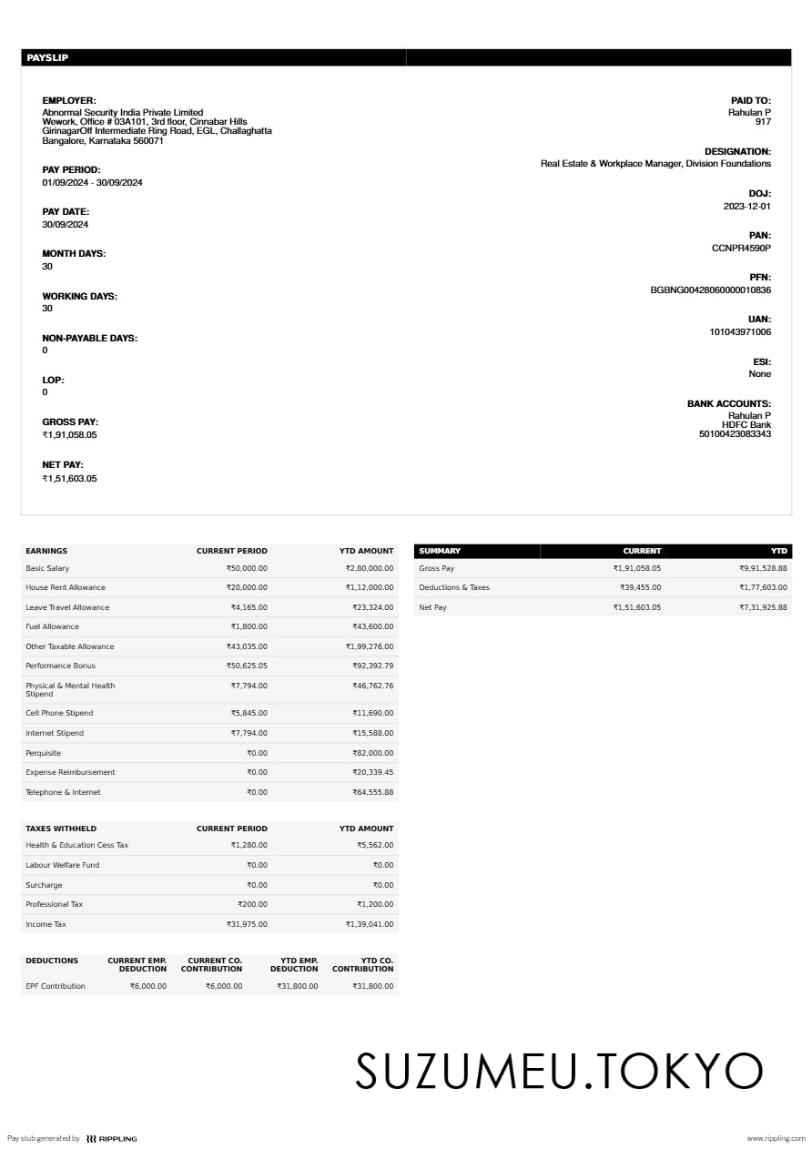 PAYSLIP
EMPLOYER:
Abnormal Security India Private Limited
Wework, Office # 03A101, 3rd floor, Cinnabar Hills
GirinagarOff Intermediate Ring Road, EGL, Challaghatta
Bangalore, Karnataka 560071
PAY PERIOD:
01/09/2024 - 30/09/2024
PAY DATE:
30/09/2024
MONTH DAYS:
30
WORKING DAYS:
30
NON-PAYABLE DAYS:
0
LOP:
0
GROSS PAY:
₹1,91,058.05
NET PAY:
₹1,51,603.05
PAID TO:
Rahulan P
917
DESIGNATION:
Real Estate & Workplace Manager, Division Foundations
DOJ:
2023-12-01
PAN:
CCNPR4590P
PFN:
BGBNG00428060000010836
UAN:
101043971006
ESI:
None
BANK ACCOUNTS:
Rahulan P
HDFC Bank
50100423083343
EARNINGS CURRENT PERIOD YTD AMOUNT
Basic Salary ₹50,000.00 ₹2,80,000.00
House Rent Allowance ₹20,000.00 ₹1,12,000.00
Leave Travel Allowance ₹4,165.00 ₹23,324.00
Fuel Allowance ₹1,800.00 ₹43,600.00
Other Taxable Allowance ₹43,035.00 ₹1,99,276.00
Performance Bonus ₹50,625.05 ₹92,392.79
Physical & Mental Health ₹7,794.00 ₹46,762.76
Stipend
Cell Phone Stipend ₹5,845.00 ₹11,690.00
Internet Stipend ₹7,794.00 ₹15,588.00
Perquisite ₹0.00 ₹82,000.00
Expense Reimbursement ₹0.00 ₹20,339.45
Telephone & Internet ₹0.00 ₹64,555.88
SUMMARY CURRENT YTD
Gross Pay ₹1,91,058.05 ₹9,91,528.88
Deductions & Taxes ₹39,455.00 ₹1,77,603.00
Net Pay ₹1,51,603.05 ₹7,31,925.88
TAXES WITHHELD CURRENT PERIOD YTD AMOUNT
Health & Education Cess Tax ₹1,280.00 ₹5,562.00
Labour Welfare Fund ₹0.00 ₹0.00
Surcharge ₹0.00 ₹0.00
Professional Tax ₹200.00 ₹1,200.00
Income Tax ₹31,975.00 ₹1,39,041.00
DEDUCTIONS CURRENT EMP. CURRENT CO. YTD EMP. YTD CO.
DEDUCTION CONTRIBUTION DEDUCTION CONTRIBUTION
EPF Contribution ₹6,000.00 ₹6,000.00 ₹31,800.00 ₹31,800.00
SUZUMEU.TOKYO
Pay stub generated by RIPPLING www.rippling.com